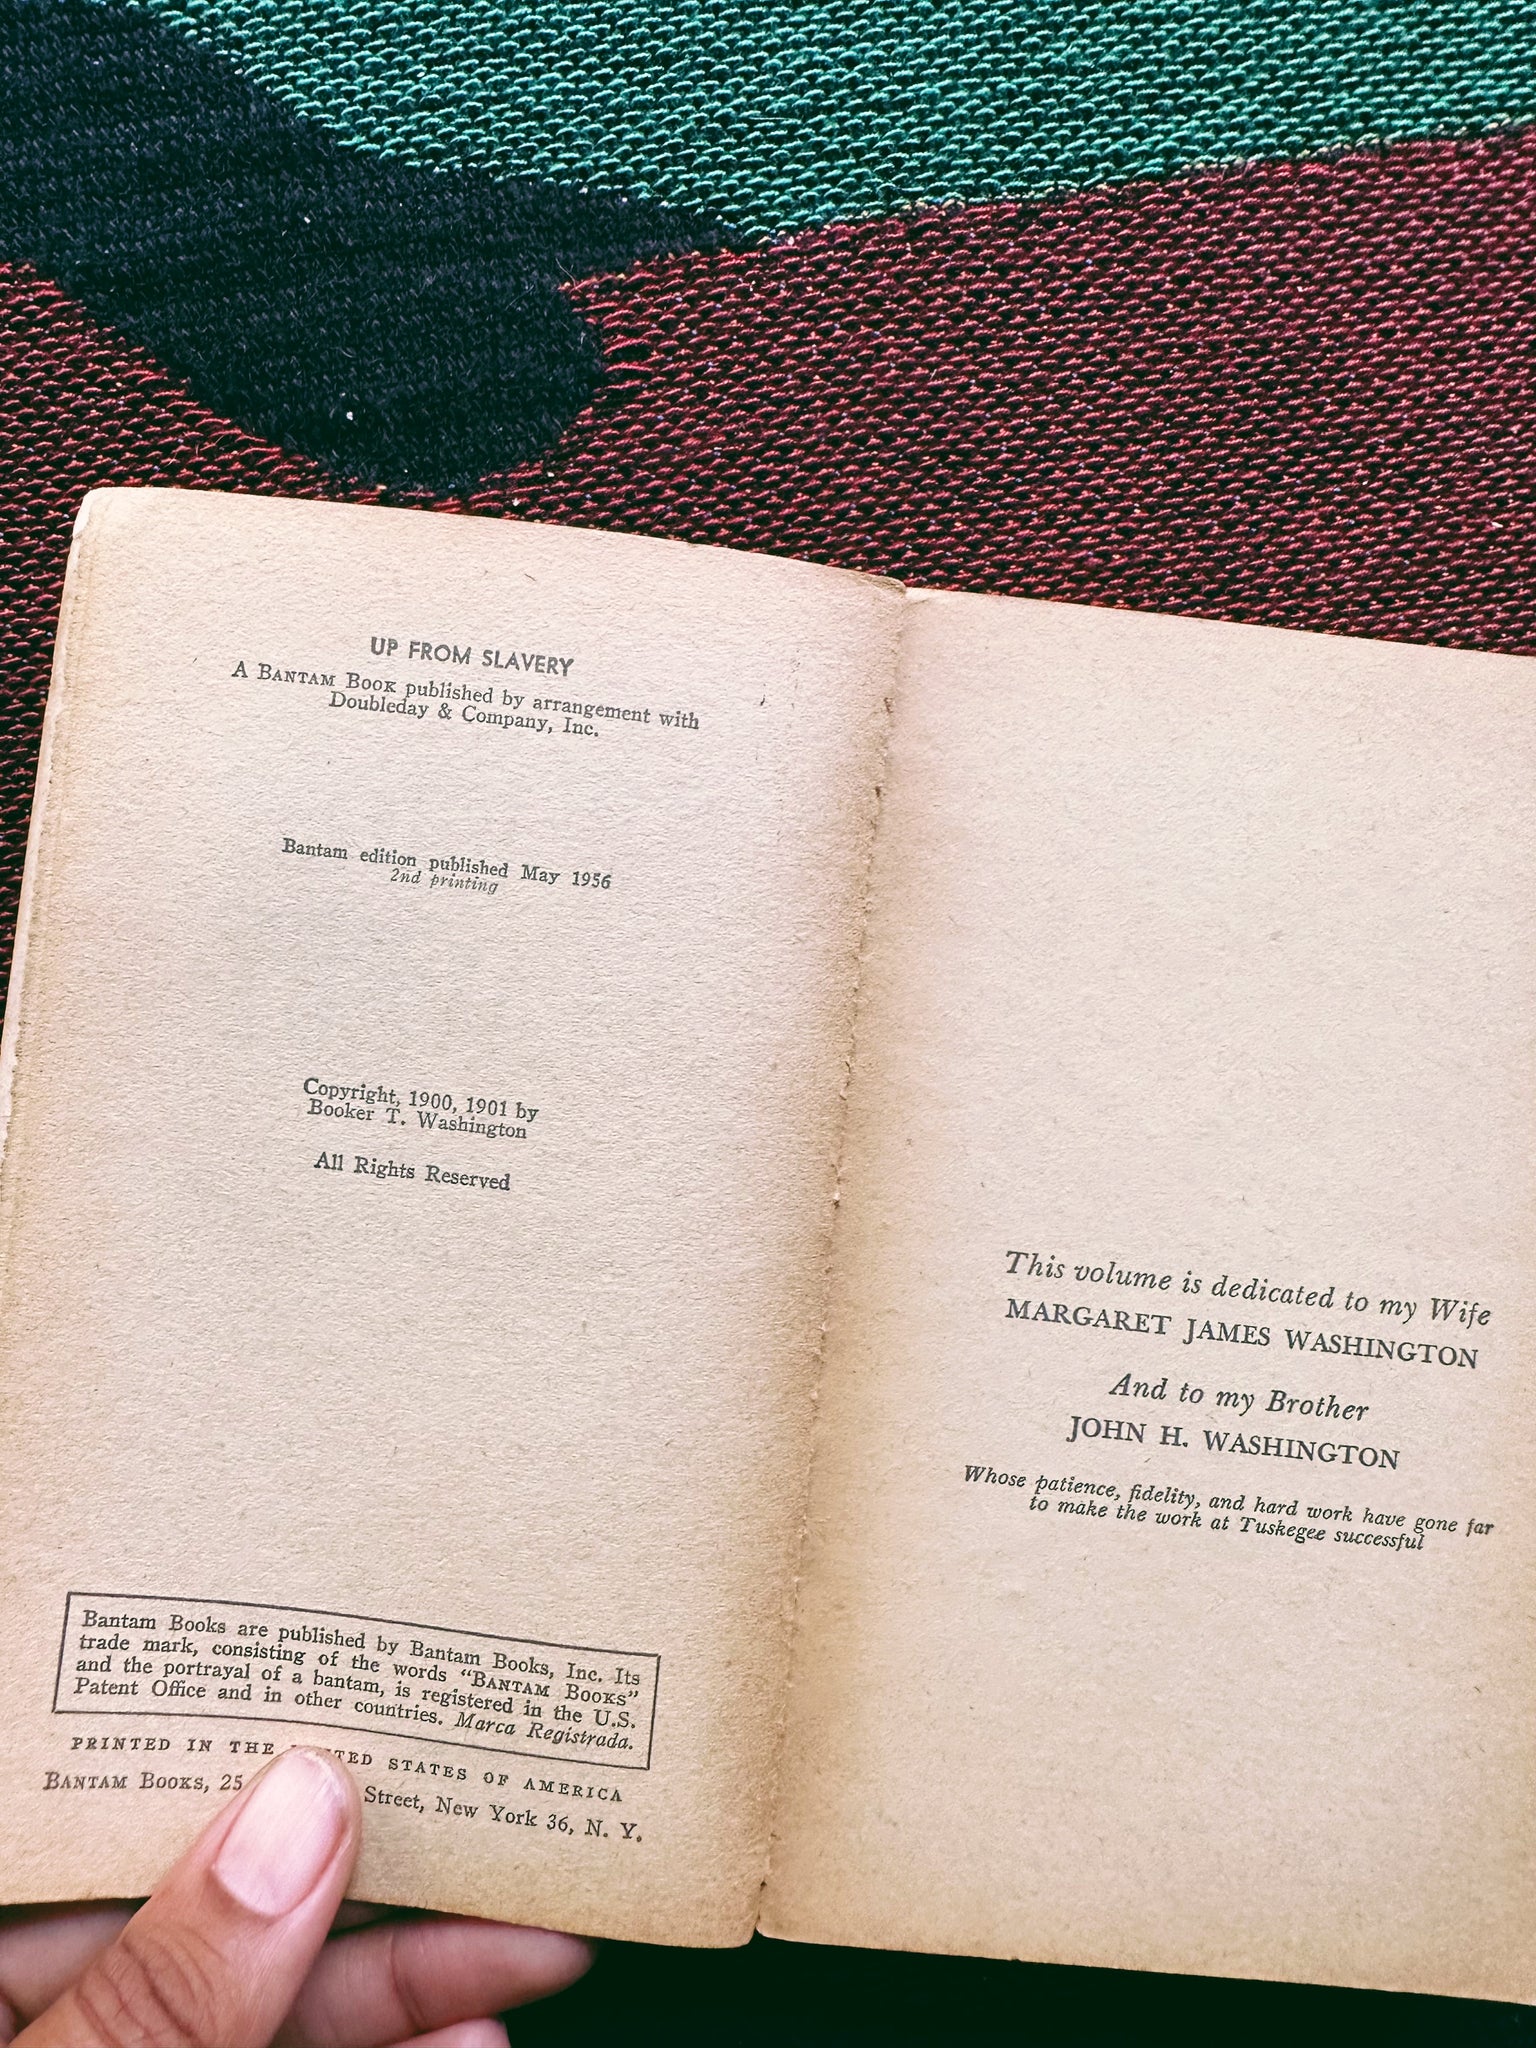 UP FROM SLAVERY
A BANTAM BOOK published by arrangement with
Doubleday & Company, Inc.
Bantam edition published May 1956
2nd printing
Copyright, 1900, 1901 by
Booker T. Washington
All Rights Reserved
Bantam Books are published by Bantam Books, Inc. Its
trade mark, consisting of the words "BANTAM BOOKS"
and the portrayal of a bantam, is registered in the U.S.
Patent Office and in other countries. Marca Registrada.
PRINTED IN THE STATES OF AMERICA
BANTAM BOOKS, 25 Street, New York 36, N. Y.
This volume is dedicated to my Wife
MARGARET JAMES WASHINGTON
And to my Brother
JOHN H. WASHINGTON
Whose patience, fidelity, and hard work have gone far
to make the work at Tuskegee successful